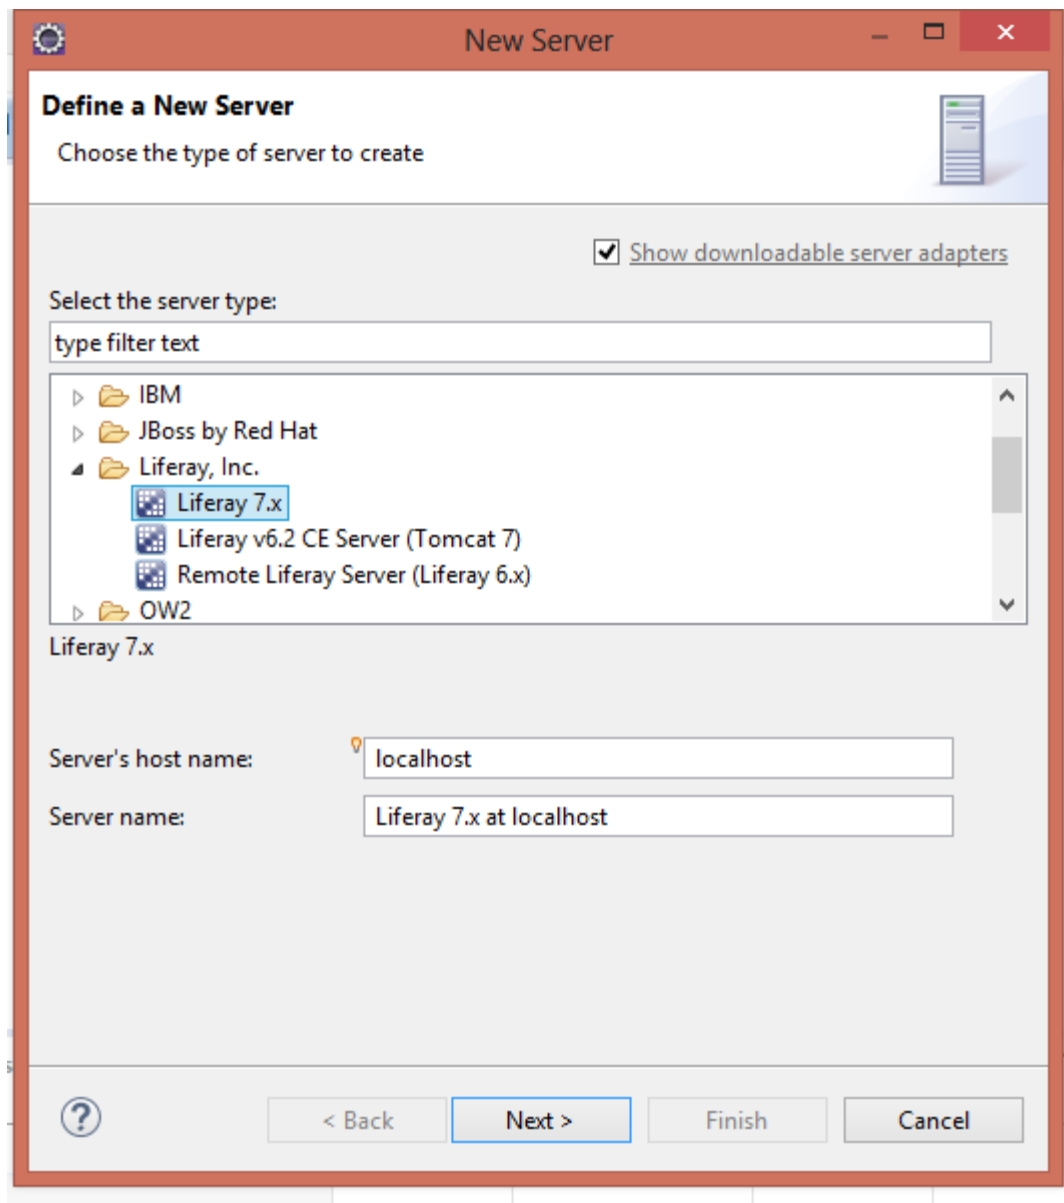 New Server
Define a New Server
Choose the type of server to create
Show downloadable server adapters
Select the server type:
type filter text
IBM
JBoss by Red Hat
Liferay, Inc.
Liferay 7.x
Liferay v6.2 CE Server (Tomcat 7)
Remote Liferay Server (Liferay 6.x)
OW2
Liferay 7.x
Server's host name: localhost
Server name: Liferay 7.x at localhost
? < Back Next > Finish Cancel